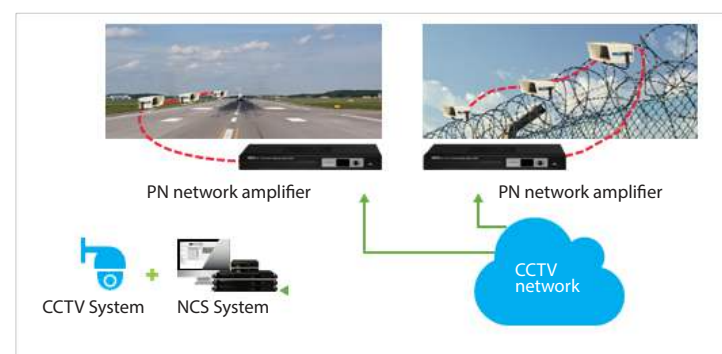 PN network amplifier
PN network amplifier
CCTV
network
+
CCTV System
NCS System